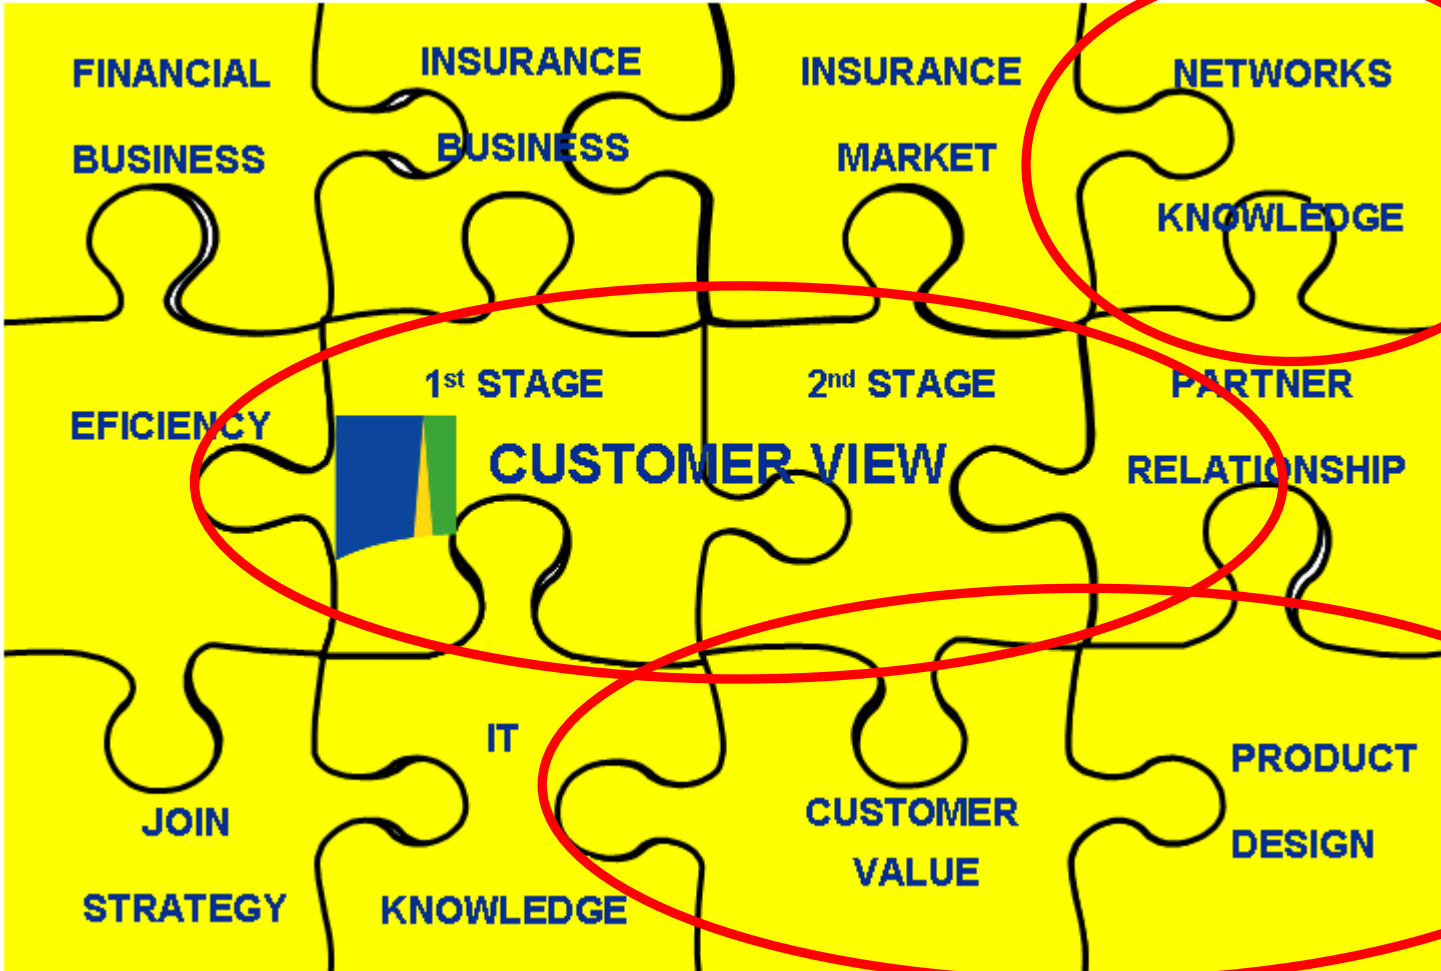 FINANCIAL
BUSINESS
INSURANCE
BUSINESS
INSURANCE
MARKET
NETWORKS
KNOWLEDGE
EFICIENCY
1st STAGE
2nd STAGE
CUSTOMER VIEW
PARTNER
RELATIONSHIP
JOIN
STRATEGY
IT
KNOWLEDGE
CUSTOMER
VALUE
PRODUCT
DESIGN